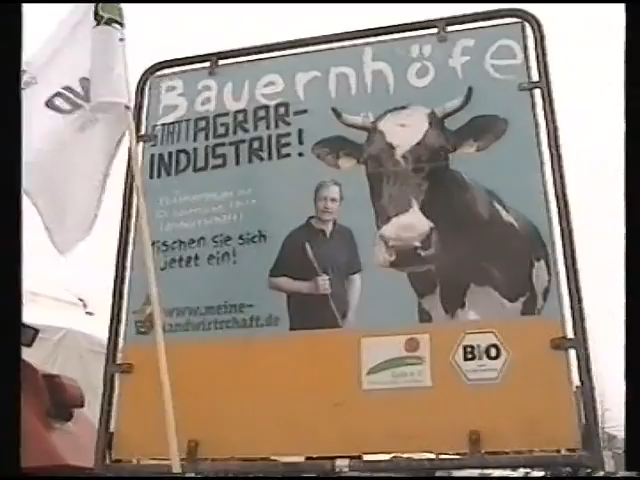 Bauernhöfe
STATT AGRAR-
INDUSTRIE!
Mischen Sie sich
jetzt ein!
www.meine-
landwirtschaft.de
BIO